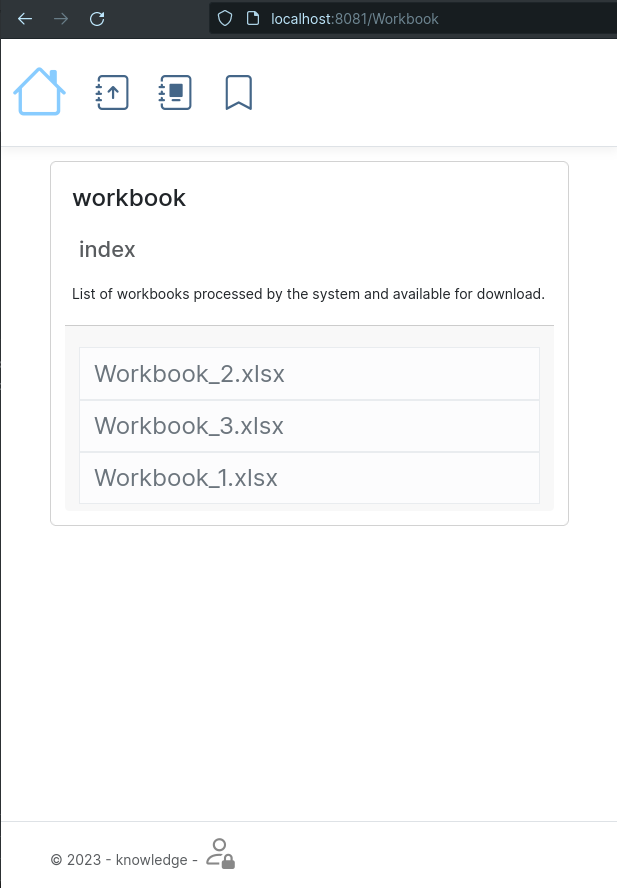 localhost:8081/Workbook
workbook
index
List of workbooks processed by the system and available for download.
Workbook_2.xlsx
Workbook_3.xlsx
Workbook_1.xlsx
© 2023 - knowledge -